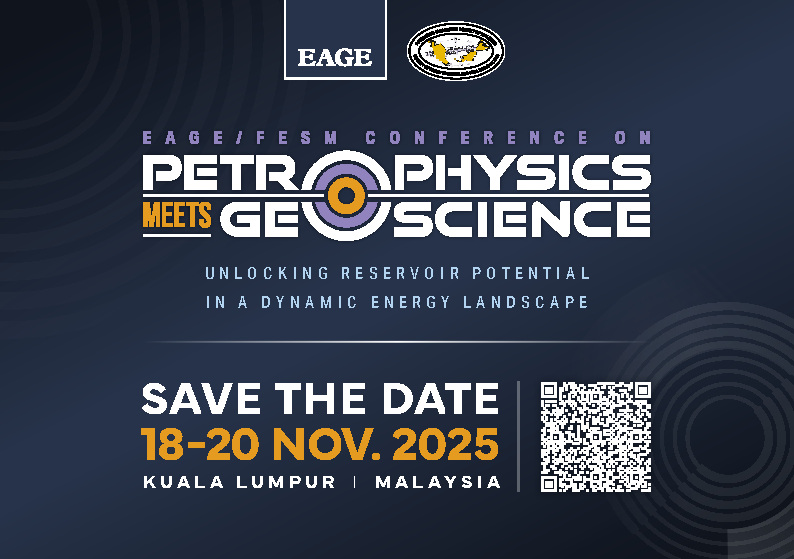 EAGE
EAGE/FESM CONFERENCE ON
PETROPHYSICS
MEETS GEOSCIENCE
UNLOCKING RESERVOIR POTENTIAL
IN A DYNAMIC ENERGY LANDSCAPE
SAVE THE DATE
18-20 NOV. 2025
KUALA LUMPUR | MALAYSIA